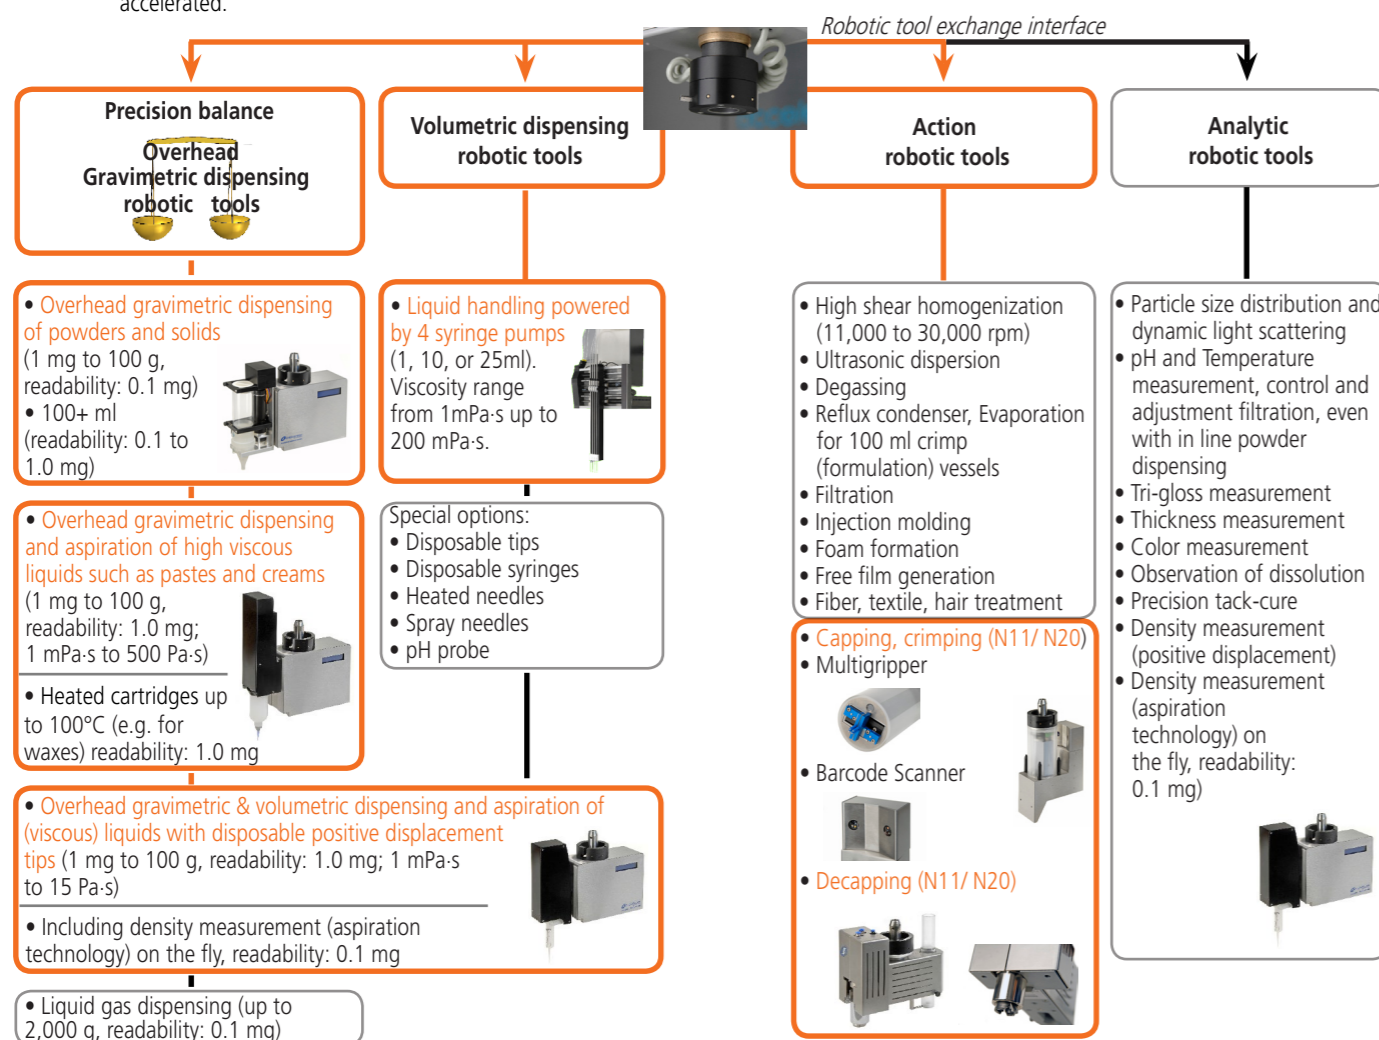 accelerated.
Robotic tool exchange interface
Precision balance
Overhead
Gravimetric dispensing
robotic tools
Volumetric dispensing
robotic tools
Action
robotic tools
Analytic
robotic tools
• Overhead gravimetric dispensing
of powders and solids
(1 mg to 100 g,
readability: 0.1 mg)
• 100+ ml
(readability: 0.1 to
1.0 mg)
• Overhead gravimetric dispensing
and aspiration of high viscous
liquids such as pastes and creams
(1 mg to 100 g,
readability: 1.0 mg;
1 mPa·s to 500 Pa·s)
• Heated cartridges up
to 100°C (e.g. for
waxes) readability: 1.0 mg
• Liquid handling powered
by 4 syringe pumps
(1, 10, or 25ml).
Viscosity range
from 1mPa·s up to
200 mPa·s.
Special options:
• Disposable tips
• Disposable syringes
• Heated needles
• Spray needles
• pH probe
• Overhead gravimetric & volumetric dispensing and aspiration of
(viscous) liquids with disposable positive displacement
tips (1 mg to 100 g, readability: 1.0 mg; 1 mPa·s
to 15 Pa·s)
• Including density measurement (aspiration
technology) on the fly, readability: 0.1 mg
• Liquid gas dispensing (up to
2,000 g, readability: 0.1 mg)
• High shear homogenization
(11,000 to 30,000 rpm)
• Ultrasonic dispersion
• Degassing
• Reflux condenser, Evaporation
for 100 ml crimp
(formulation) vessels
• Filtration
• Injection molding
• Foam formation
• Free film generation
• Fiber, textile, hair treatment
• Capping, crimping (N11/ N20)
• Multigripper
• Barcode Scanner
• Decapping (N11/ N20)
• Particle size distribution and
dynamic light scattering
• pH and Temperature
measurement, control and
adjustment filtration, even
with in line powder
dispensing
• Tri-gloss measurement
• Thickness measurement
• Color measurement
• Observation of dissolution
• Precision tack-cure
• Density measurement
(positive displacement)
• Density measurement
(aspiration
technology) on
the fly, readability:
0.1 mg)